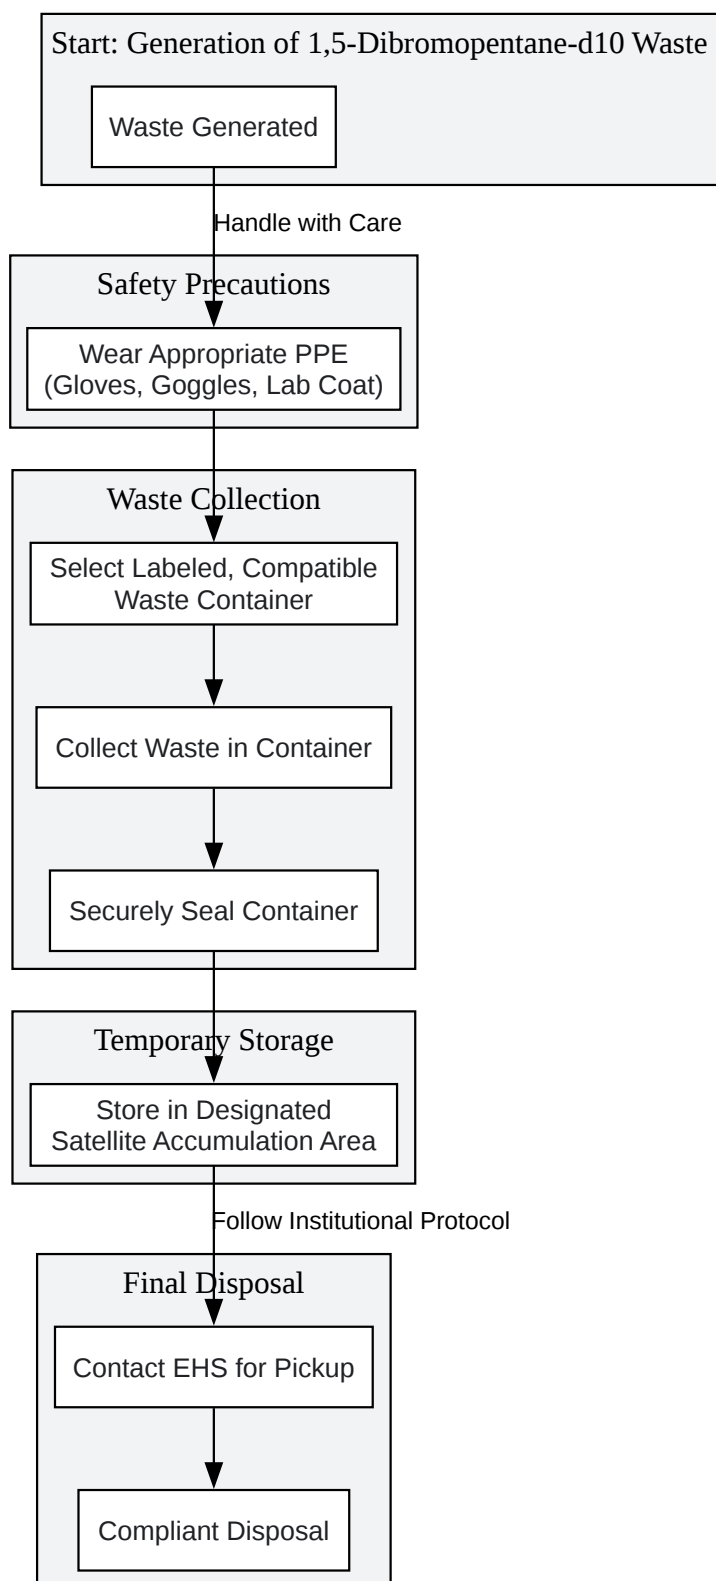 Start: Generation of 1,5-Dibromopentane-d10 Waste
Waste Generated
Handle with Care
Safety Precautions
Wear Appropriate PPE
(Gloves, Goggles, Lab Coat)
Waste Collection
Select Labeled, Compatible
Waste Container
Collect Waste in Container
Securely Seal Container
Temporary Storage
Store in Designated
Satellite Accumulation Area
Follow Institutional Protocol
Final Disposal
Contact EHS for Pickup
Compliant Disposal